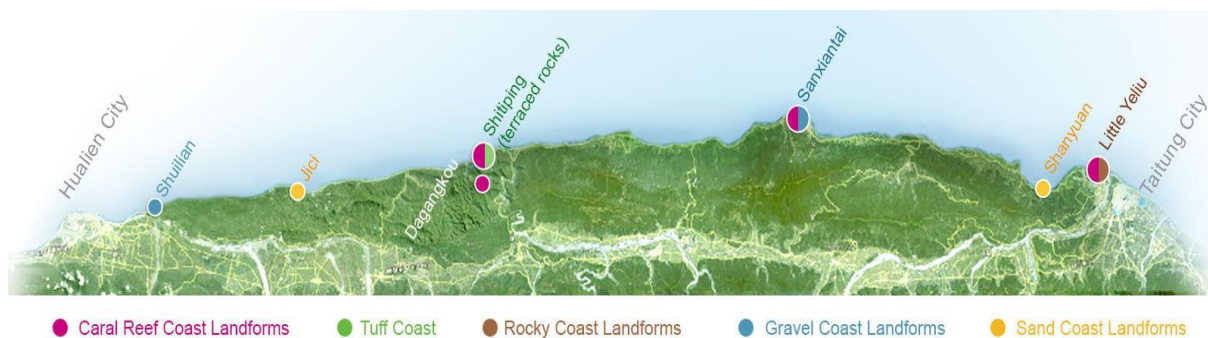 Hualien City
Shuilian
Jici
Dagangkou
Shitiping
(terraced rocks)
Sanxiantai
Shanyuan
Little Yeliu
Taitung City
Caral Reef Coast Landforms
Tuff Coast
Rocky Coast Landforms
Gravel Coast Landforms
Sand Coast Landforms